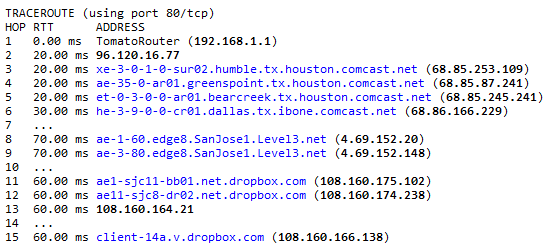 TRACEROUTE (using port 80/tcp)
HOP RTT      ADDRESS
1   0.00 ms  TomatoRouter (192.168.1.1)
2   20.00 ms 96.120.16.77
3   20.00 ms xe-3-0-1-0-sur02.humble.tx.houston.comcast.net (68.85.253.109)
4   20.00 ms ae-35-0-ar01.greenspoint.tx.houston.comcast.net (68.85.87.241)
5   20.00 ms et-0-3-0-0-ar01.bearcreek.tx.houston.comcast.net (68.85.245.241)
6   30.00 ms he-3-9-0-0-cr01.dallas.tx.ibone.comcast.net (68.86.166.229)
7   ...
8   70.00 ms ae-1-60.edge8.SanJose1.Level3.net (4.69.152.20)
9   70.00 ms ae-3-80.edge8.SanJose1.Level3.net (4.69.152.148)
10  ...
11  60.00 ms ae1-sjc11-bb01.net.dropbox.com (108.160.175.102)
12  60.00 ms ae11-sjc8-dr02.net.dropbox.com (108.160.174.238)
13  60.00 ms 108.160.164.21
14  ...
15  60.00 ms client-14a.v.dropbox.com (108.160.166.138)